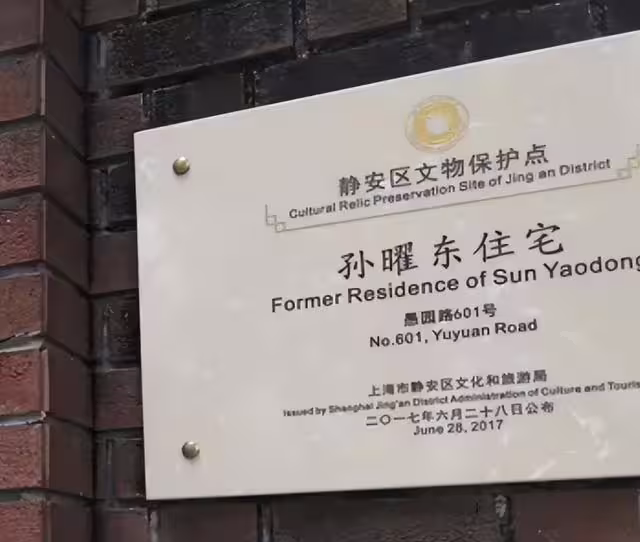 静安区文物保护点
Cultural Relic Preservation Site of Jing an District
孙曜东住宅
Former Residence of Sun Yaodong
愚园路601号
No.601, Yuyuan Road
上海市静安区文化和旅游局
Issued by Shanghai Jing'an District Administration of Culture and Touris
二〇一七年六月二十八日公布
June 28, 2017